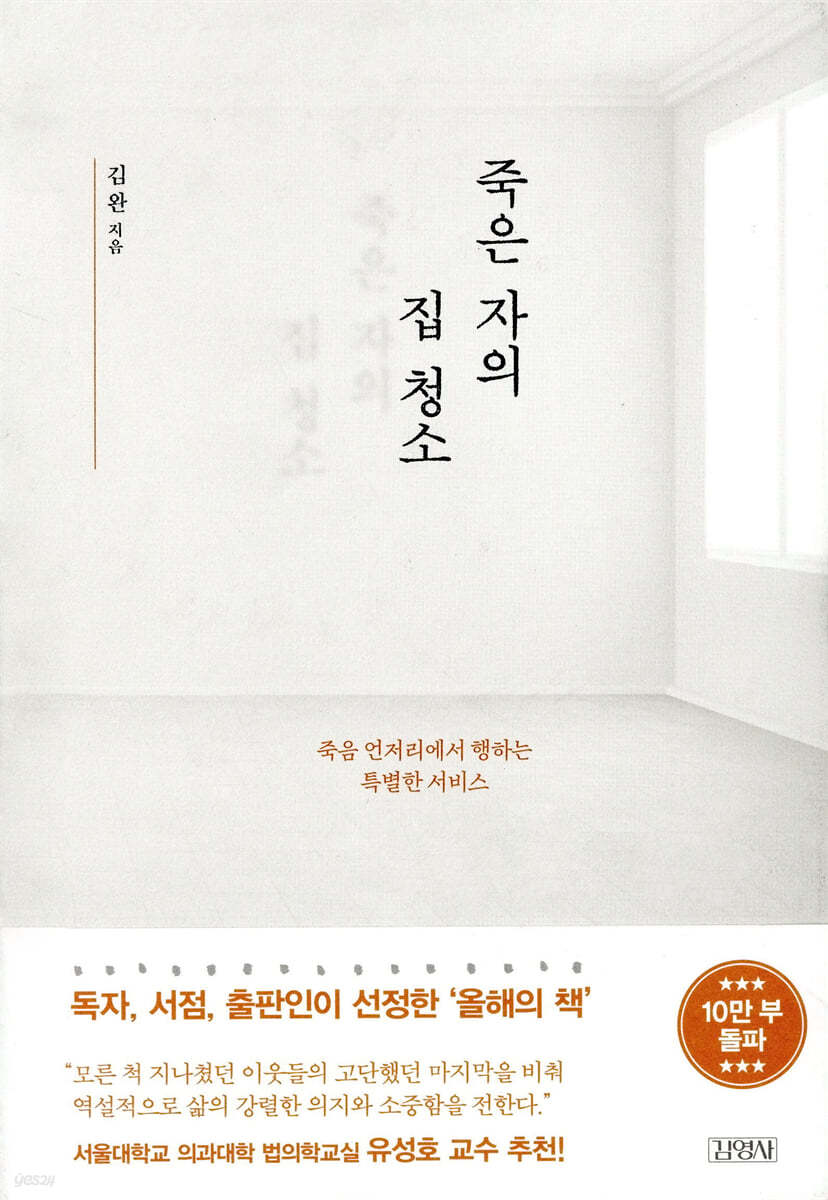 김완 지음
죽은 자의
집 청소
죽음 언저리에서 행하는
특별한 서비스
독자, 서점, 출판인이 선정한 ‘올해의 책’
“모른 척 지나쳤던 이웃들의 고단했던 마지막을 비춰
역설적으로 삶의 강렬한 의지와 소중함을 전한다.”
서울대학교 의과대학 법의학교실 유성호 교수 추천!
★★★
10만 부
돌파
★★★
김영사
yes24